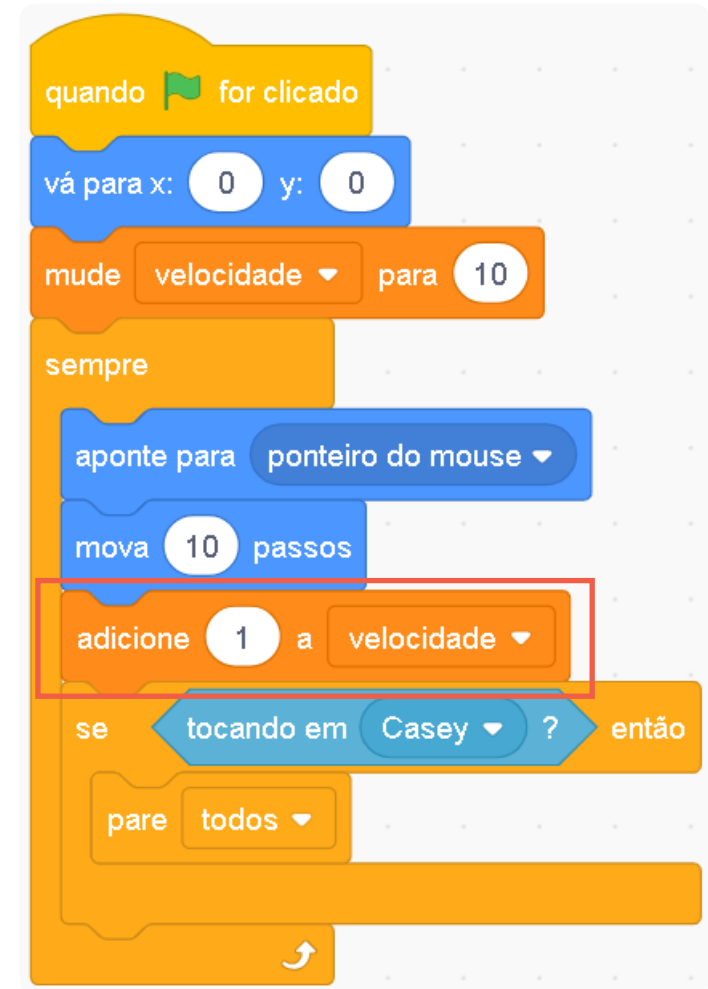 quando for clicado
vá para x: 0 y: 0
mude velocidade para 10
sempre
aponte para ponteiro do mouse
mova 10 passos
adicione 1 a velocidade
se tocando em Casey ? então
pare todos